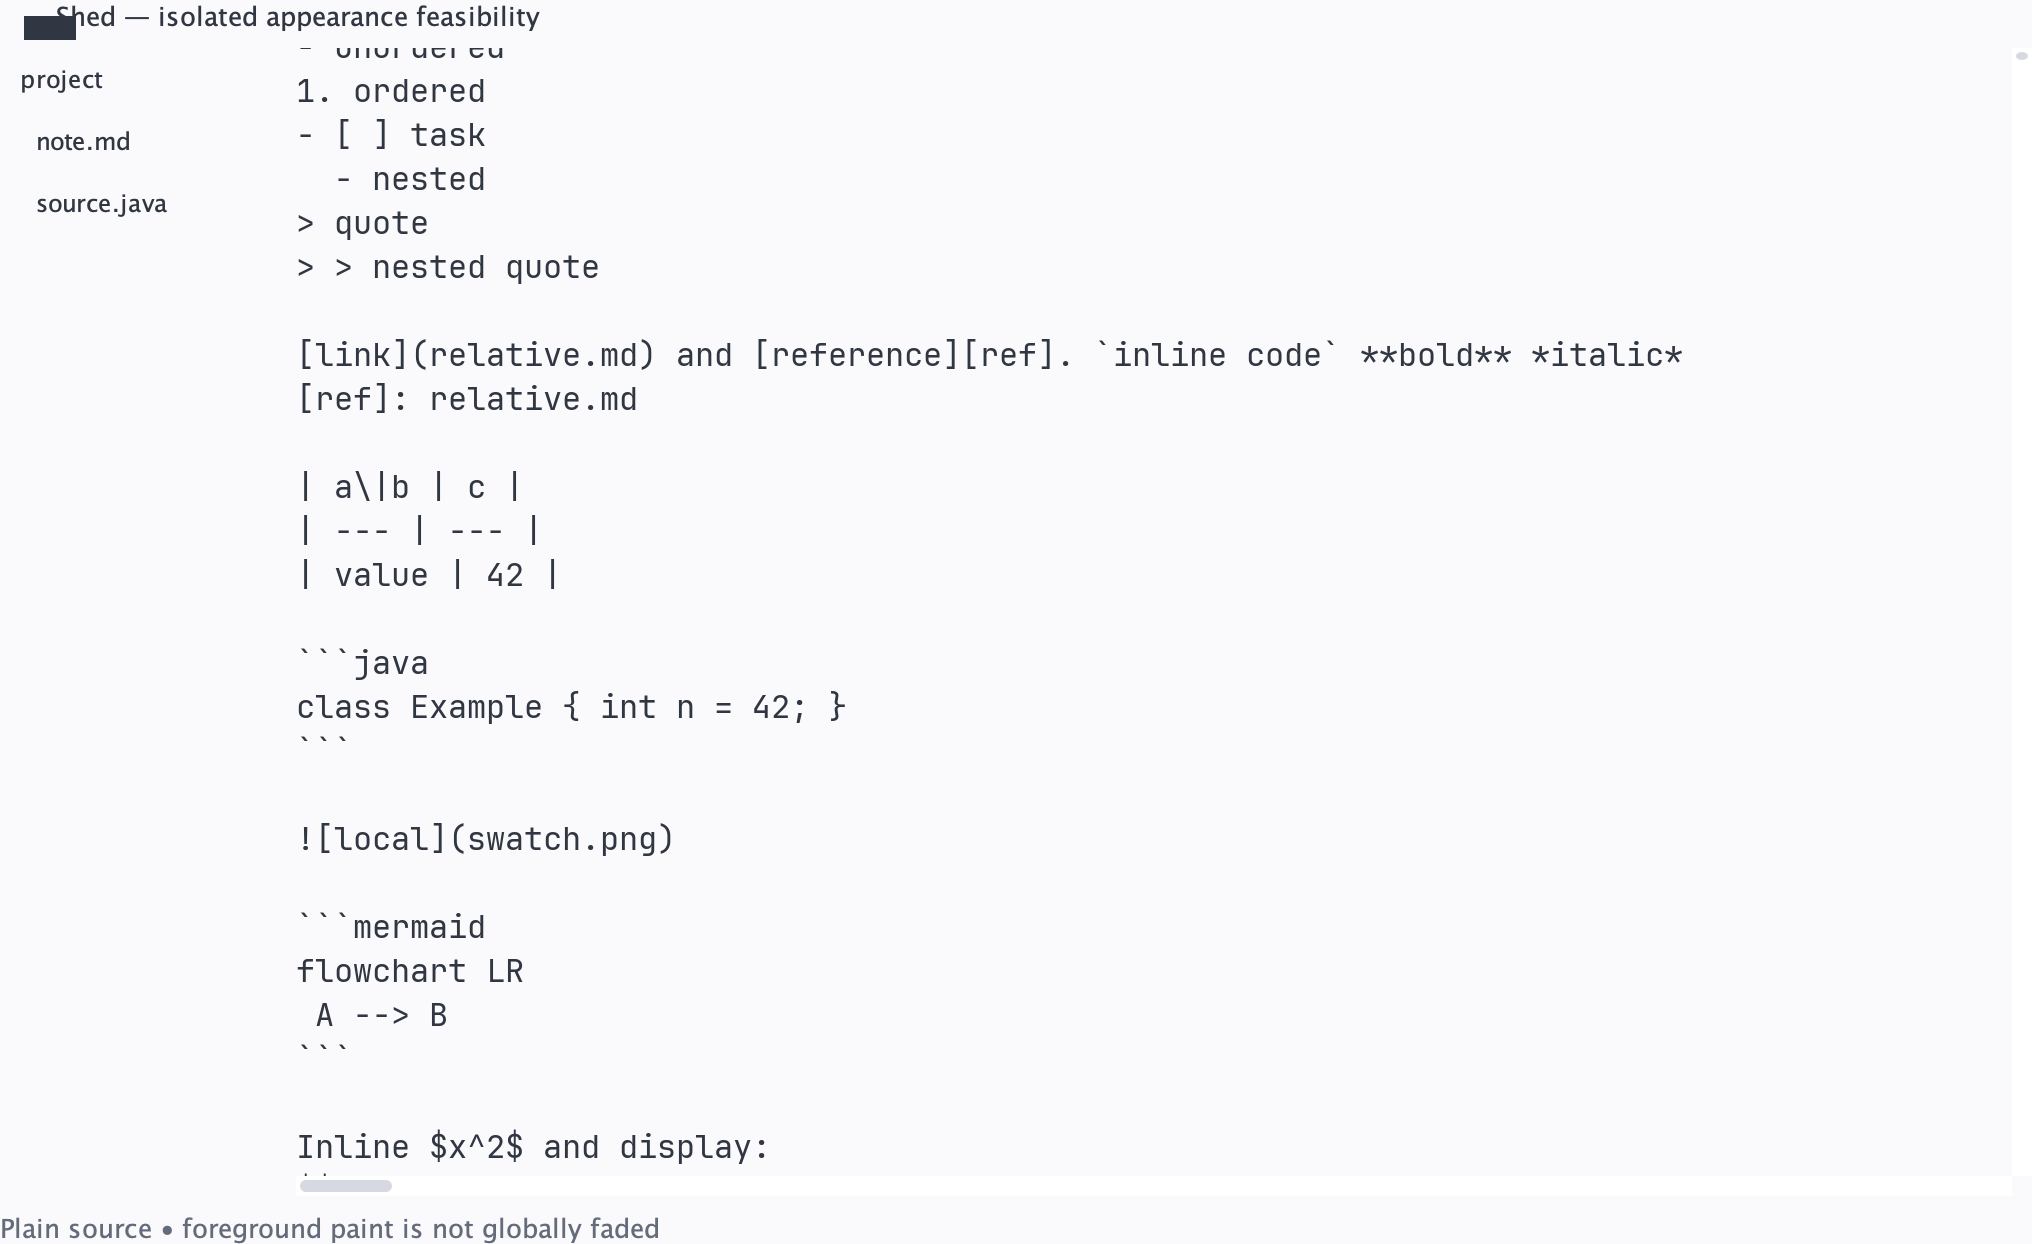 Shed — isolated appearance feasibility
project
note.md
source.java
- unordered
1. ordered
- [ ] task
  - nested
> quote
> > nested quote

[link](relative.md) and [reference][ref]. `inline code` **bold** *italic*
[ref]: relative.md

| a\|b | c |
| --- | --- |
| value | 42 |

```java
class Example { int n = 42; }
```

![local](swatch.png)

```mermaid
flowchart LR
 A --> B
```

Inline $x^2$ and display:
Plain source • foreground paint is not globally faded